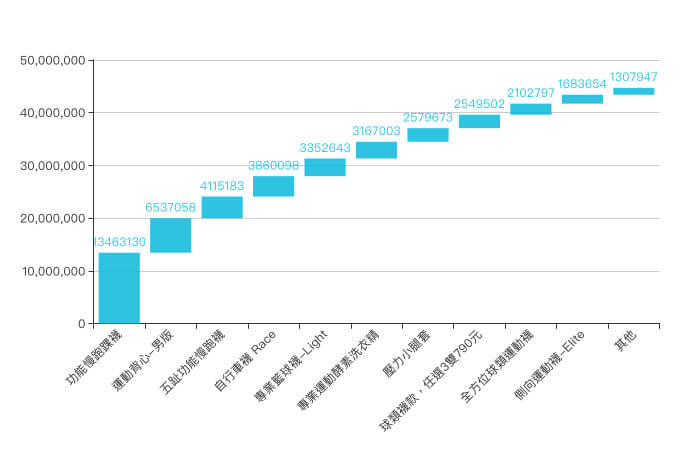 50,000,000
40,000,000
30,000,000
20,000,000
10,000,000
0
13463130
6537058
4115183
3860098
3352643
3167003
2579673
2549502
2102797
1683654
1307947
功能慢跑踝襪
運動背心-男版
五趾功能慢跑襪
自行車襪 Race
專業籃球襪-Light
專業運動酵素洗衣精
壓力小腿套
球類襪款，任選3雙790元
全方位球類運動襪
側向運動襪-Elite
其他